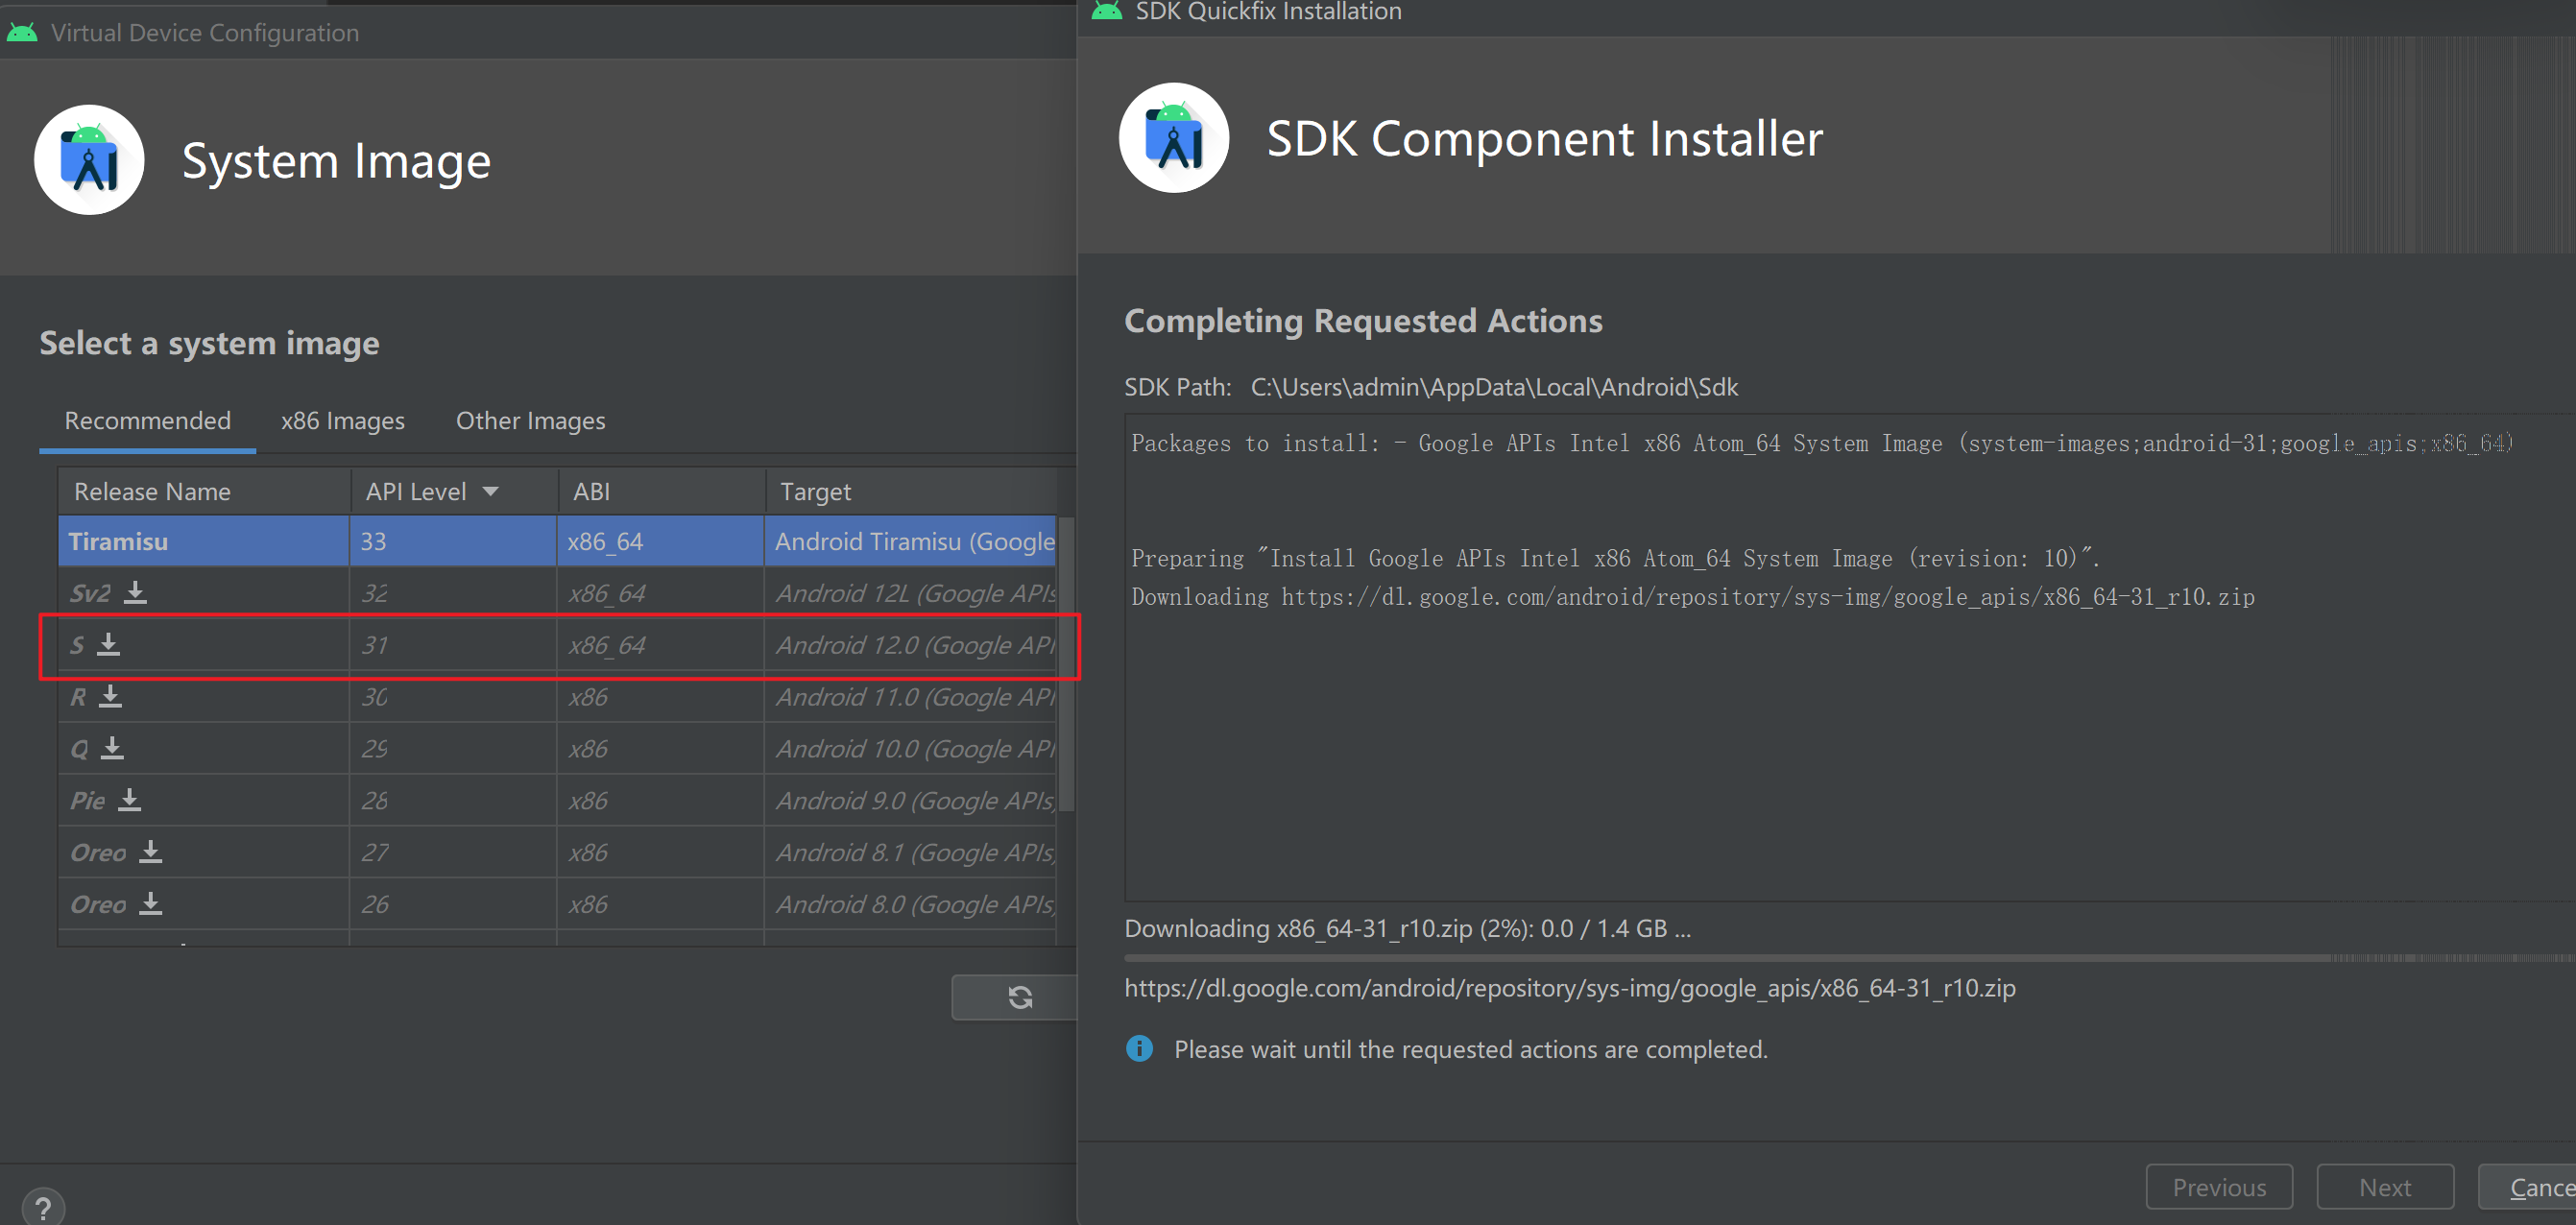 Virtual Device Configuration
System Image
Select a system image
Recommended x86 Images Other Images
Release Name API Level ABI Target
Tiramisu 33 x86_64 Android Tiramisu (Google
Sv2 32 x86_64 Android 12L (Google APIs
S 31 x86_64 Android 12.0 (Google API
R 30 x86 Android 11.0 (Google API
Q 29 x86 Android 10.0 (Google API
Pie 28 x86 Android 9.0 (Google APIs)
Oreo 27 x86 Android 8.1 (Google APIs)
Oreo 26 x86 Android 8.0 (Google APIs)
?
SDK Quickfix Installation
SDK Component Installer
Completing Requested Actions
SDK Path: C:\Users\admin\AppData\Local\Android\Sdk
Packages to install: - Google APIs Intel x86 Atom_64 System Image (system-images;android-31;google_apis;x86_64)
Preparing "Install Google APIs Intel x86 Atom_64 System Image (revision: 10)".
Downloading https://dl.google.com/android/repository/sys-img/google_apis/x86_64-31_r10.zip
Downloading x86_64-31_r10.zip (2%): 0.0 / 1.4 GB ...
https://dl.google.com/android/repository/sys-img/google_apis/x86_64-31_r10.zip
Please wait until the requested actions are completed.
Previous Next Cance